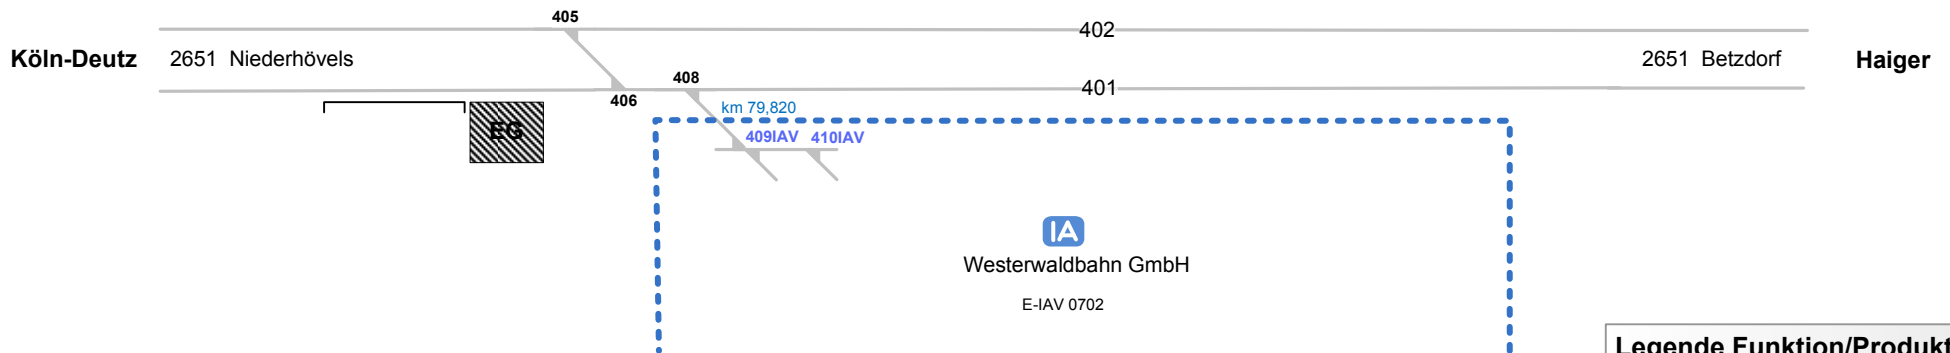 405
402
Köln-Deutz 2651 Niederhövels 2651 Betzdorf Haiger
408
401
406
km 79,820
EG
409IAV 410IAV
IA
Westerwaldbahn GmbH
E-IAV 0702
Legende Funktion/Produkt